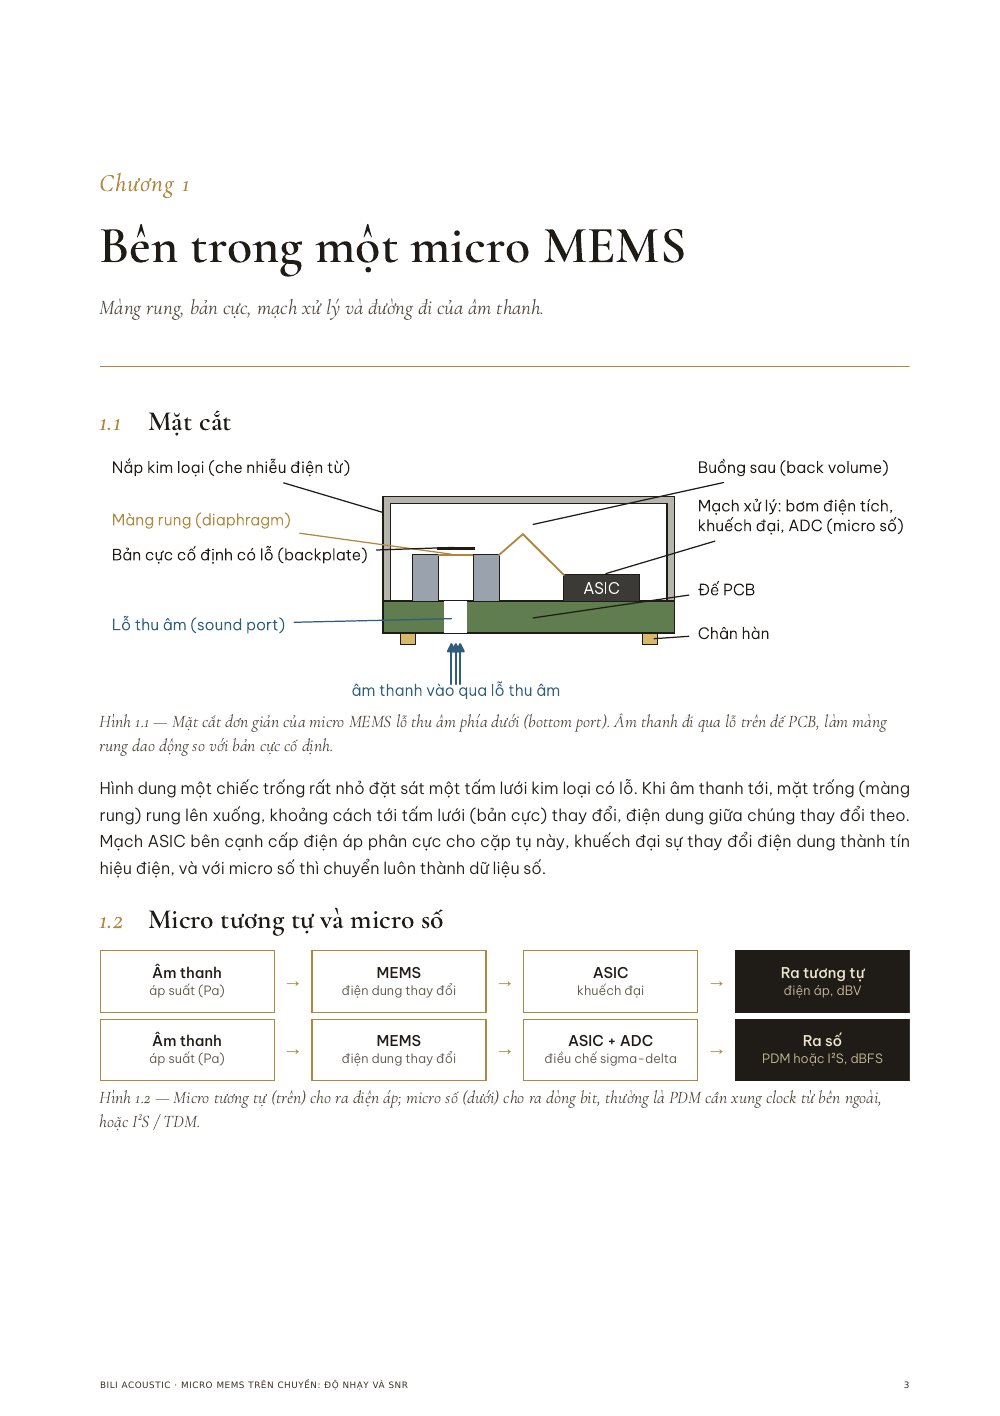 Chương 1
Bên trong một micro MEMS
Màng rung, bản cực, mạch xử lý và đường đi của âm thanh.
1.1 Mặt cắt
Nắp kim loại (che nhiễu điện từ)
Màng rung (diaphragm)
Bản cực cố định có lỗ (backplate)
Lỗ thu âm (sound port)
Buồng sau (back volume)
Mạch xử lý: bơm điện tích,
khuếch đại, ADC (micro số)
ASIC
Đế PCB
Chân hàn
âm thanh vào qua lỗ thu âm
Hình 1.1 — Mặt cắt đơn giản của micro MEMS lỗ thu âm phía dưới (bottom port). Âm thanh đi qua lỗ trên đế PCB, làm màng
rung dao động so với bản cực cố định.
Hình dung một chiếc trống rất nhỏ đặt sát một tấm lưới kim loại có lỗ. Khi âm thanh tới, mặt trống (màng
rung) rung lên xuống, khoảng cách tới tấm lưới (bản cực) thay đổi, điện dung giữa chúng thay đổi theo.
Mạch ASIC bên cạnh cấp điện áp phân cực cho cặp tụ này, khuếch đại sự thay đổi điện dung thành tín
hiệu điện, và với micro số thì chuyển luôn thành dữ liệu số.
1.2 Micro tương tự và micro số
Âm thanh
áp suất (Pa)
→
MEMS
điện dung thay đổi
→
ASIC
khuếch đại
→
Ra tương tự
điện áp, dBV
Âm thanh
áp suất (Pa)
→
MEMS
điện dung thay đổi
→
ASIC + ADC
điều chế sigma-delta
→
Ra số
PDM hoặc I²S, dBFS
Hình 1.2 — Micro tương tự (trên) cho ra điện áp; micro số (dưới) cho ra dòng bit, thường là PDM cần xung clock từ bên ngoài,
hoặc I²S / TDM.
BILI ACOUSTIC · MICRO MEMS TRÊN CHUYỀN: ĐỘ NHẠY VÀ SNR
3